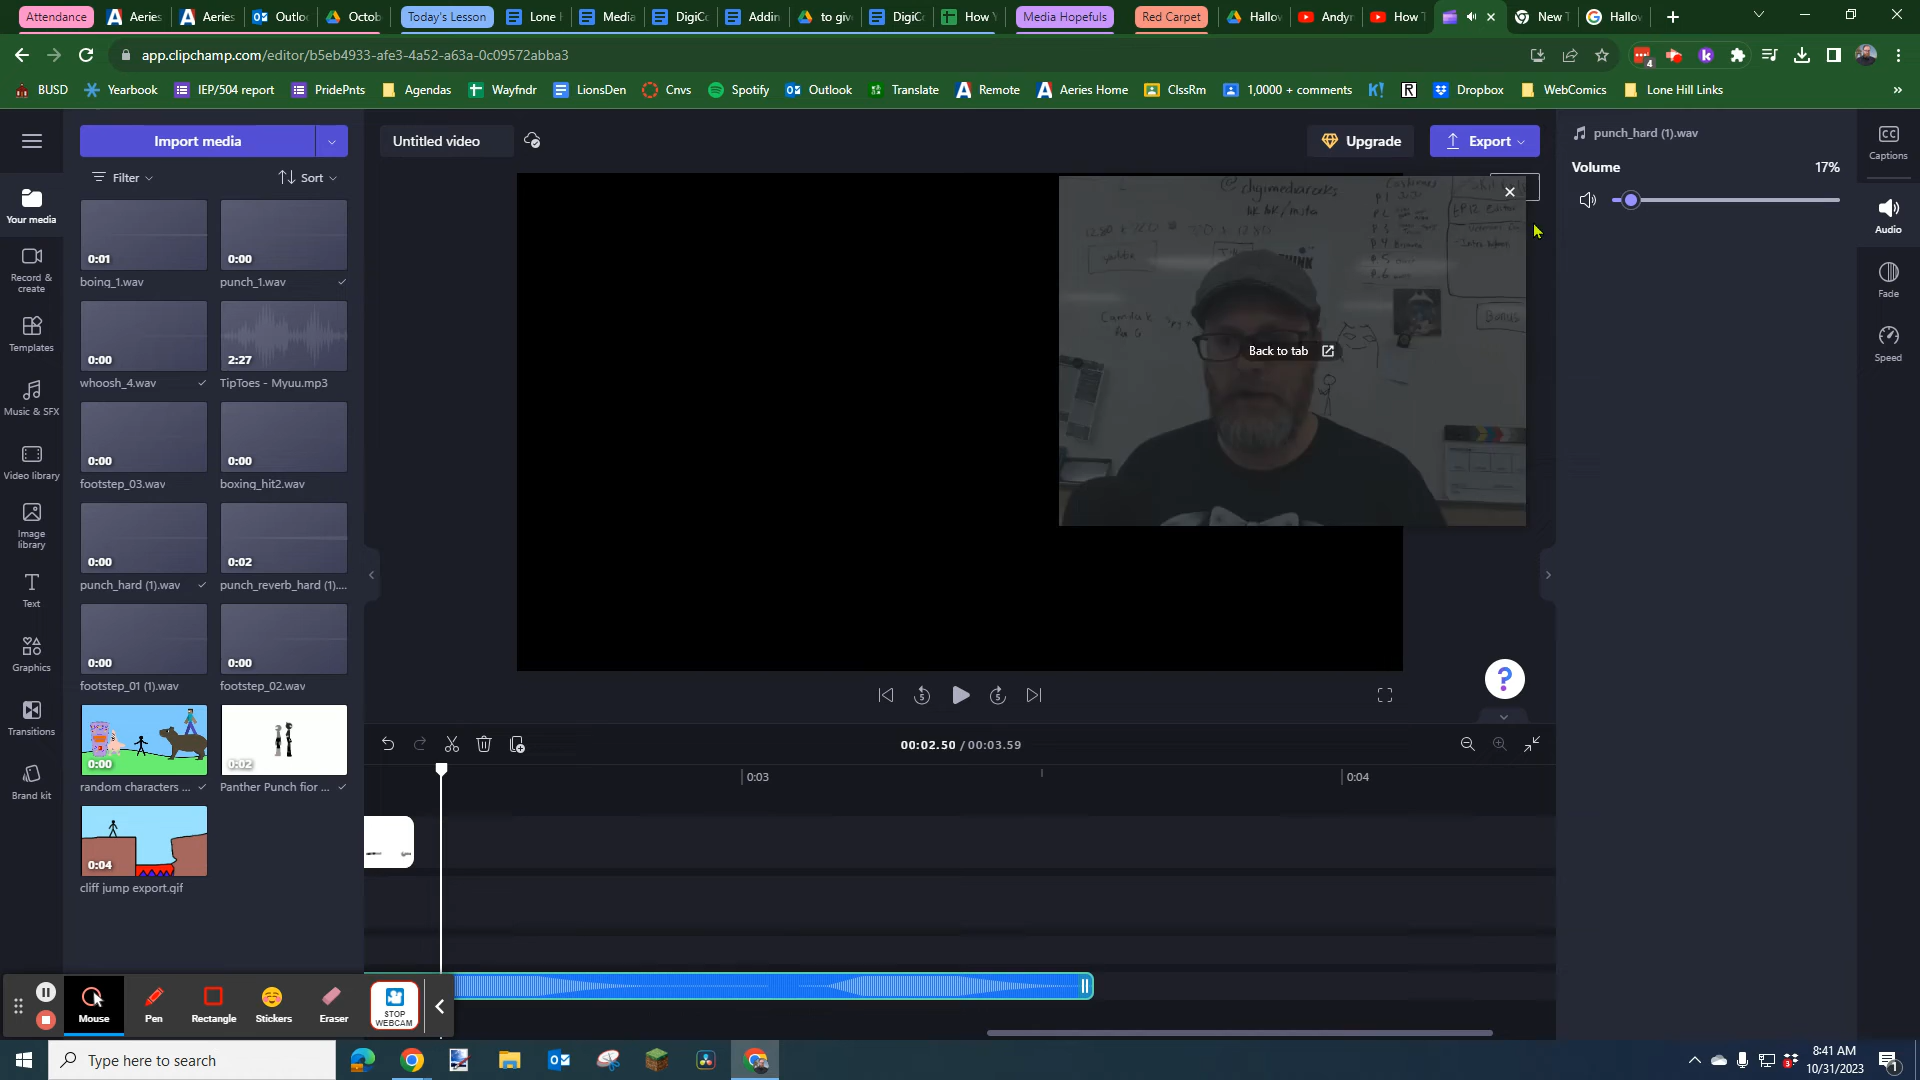 Attendance
Aeries
Aeries
Outloo
Octob
Today's Lesson
Lone H
Media
DigiCo
Addin
to give
DigiCo
How Y
Media Hopefuls
Red Carpet
Hallov
Andyn
How T
New T
Hallov
app.clipchamp.com/editor/b5eb4933-afe3-4a52-a63a-0c09572abba3
4
BUSD
Yearbook
IEP/504 report
PridePnts
Agendas
Wayfndr
LionsDen
Cnvs
Spotify
Outlook
Translate
Remote
Aeries Home
ClssRm
1,0000 + comments
K!
R
Dropbox
WebComics
Lone Hill Links
Import media
Untitled video
Upgrade
Export
punch_hard (1).wav
Captions
Filter
Sort
Volume
17%
Your media
Audio
0:01
boing_1.wav
0:00
punch_1.wav
Record & create
Fade
Templates
0:00
whoosh_4.wav
2:27
TipToes - Myuu.mp3
Back to tab
Speed
Music & SFX
0:00
footstep_03.wav
0:00
boxing_hit2.wav
Video library
Image library
0:00
punch_hard (1).wav
0:02
punch_reverb_hard (1)....
Text
Graphics
0:00
footstep_01 (1).wav
0:00
footstep_02.wav
Transitions
0:00
random characters ...
0:02
Panther Punch fior ...
00:02.50 / 00:03.59
0:03
0:04
Brand kit
0:04
cliff jump export.gif
Mouse
Pen
Rectangle
Stickers
Eraser
STOP WEBCAM
Type here to search
8:41 AM
10/31/2023